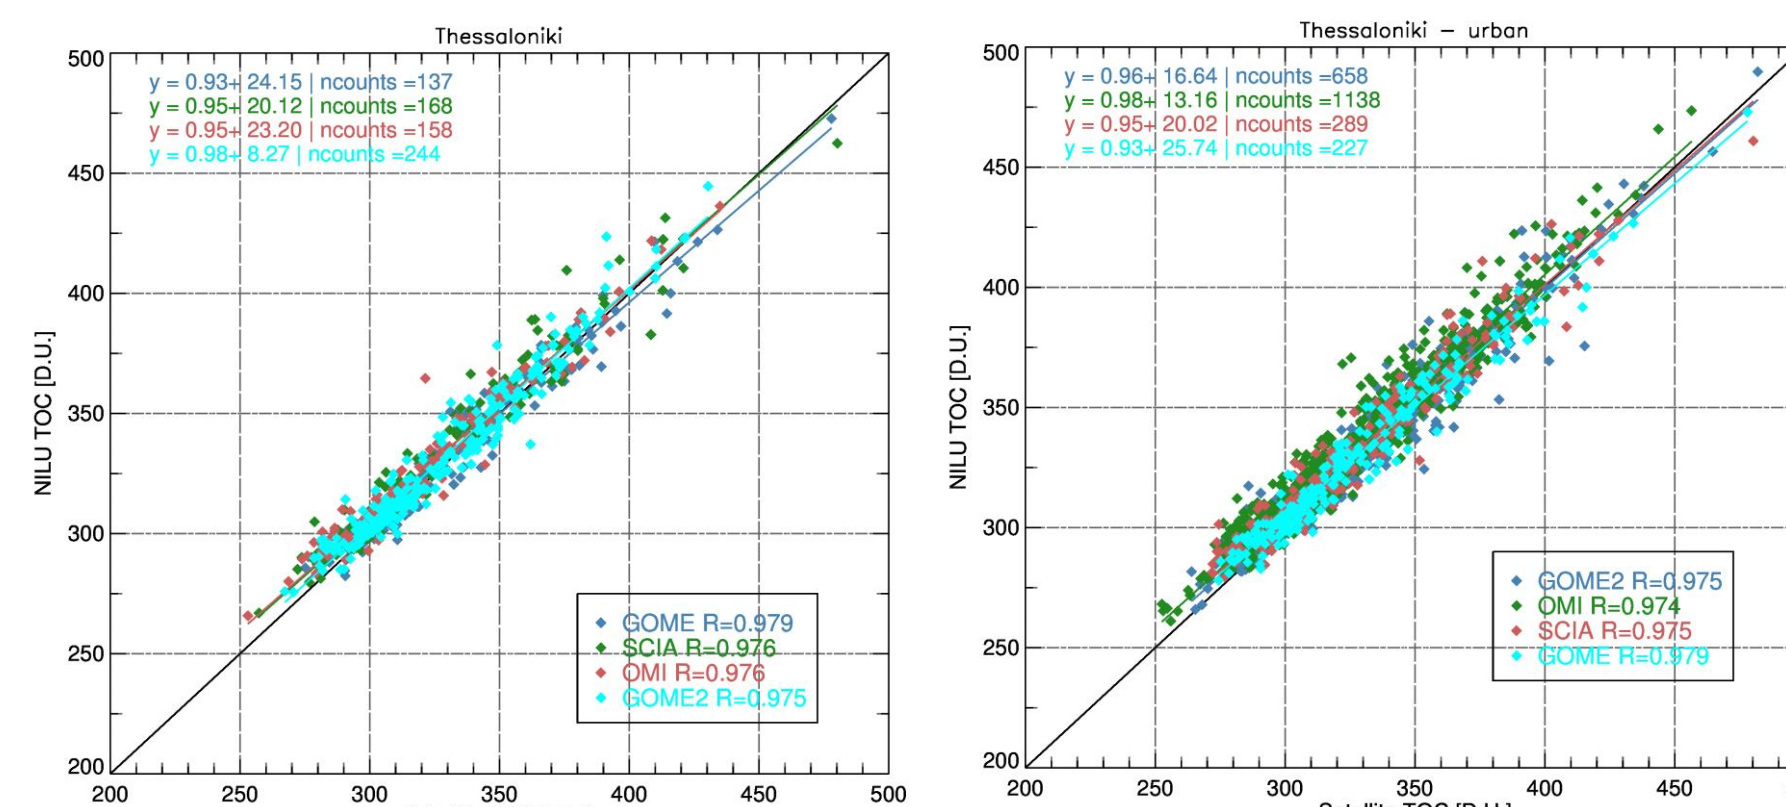 Thessaloniki
500
y = 0.93+ 24.15 | ncounts =137
y = 0.95+ 20.12 | ncounts =168
y = 0.95+ 23.20 | ncounts =158
y = 0.98+ 8.27 | ncounts =244
450
400
350
300
250
200
NILU TOC [D.U.]
GOME R=0.979
SCIA R=0.976
OMI R=0.976
GOME2 R=0.975
200 250 300 350 400 450 500
Thessaloniki – urban
500
y = 0.96+ 16.64 | ncounts =658
y = 0.98+ 13.16 | ncounts =1138
y = 0.95+ 20.02 | ncounts =289
y = 0.93+ 25.74 | ncounts =227
450
400
350
300
250
200
NILU TOC [D.U.]
GOME2 R=0.975
OMI R=0.974
SCIA R=0.975
GOME R=0.979
200 250 300 350 400 450
Satellite TOC [D.U.]